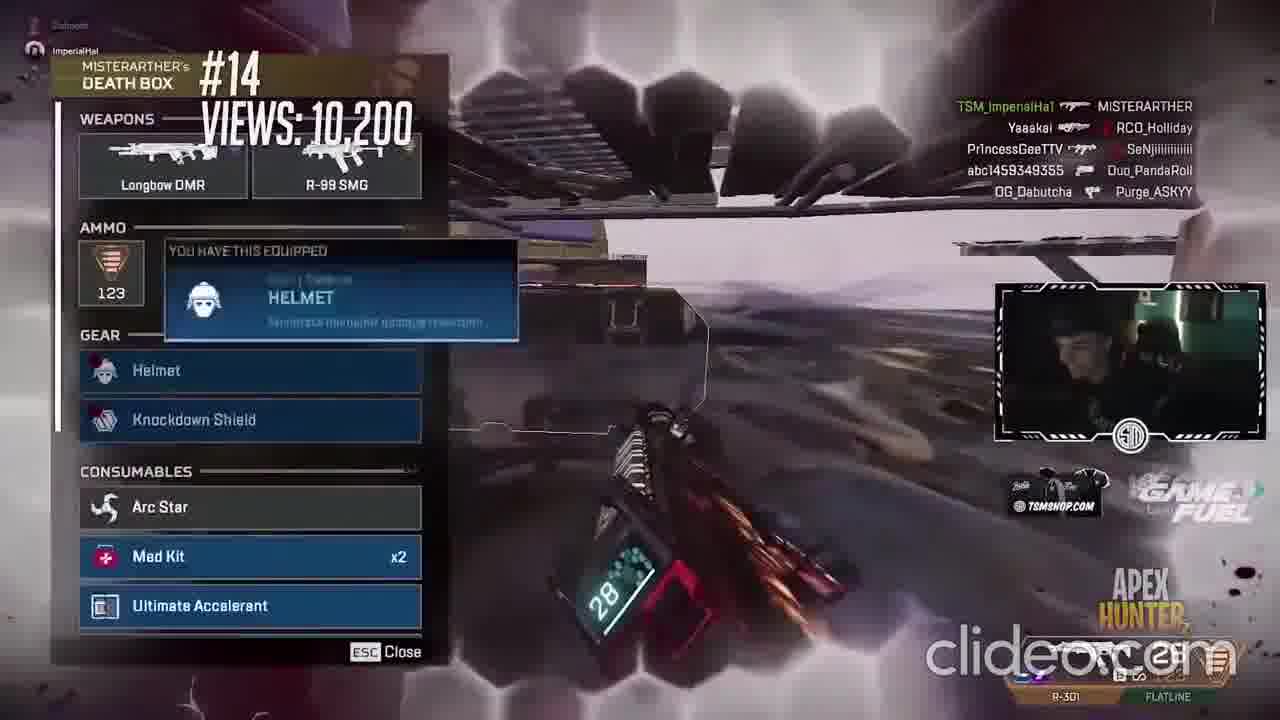 ImperialHal
MISTERARTHER's
DEATH BOX
#14
VIEWS: 10,200
WEAPONS
Longbow DMR
R-99 SMG
AMMO
123
YOU HAVE THIS EQUIPPED
HELMET
GEAR
Helmet
Knockdown Shield
CONSUMABLES
Arc Star
Med Kit
x2
Ultimate Accelerant
ESC Close
TSM_ImperialHal MISTERARTHER
Yaaakai RCO_Holliday
Pr1ncessGeeTTV SeNjiiiiiiiiiiii
abc1459349355 Duo_PandaRoll
OG_Dabutcha Purge_ASKYY
28
TSM
TSMSHOP.COM
GAME FUEL
APEX
HUNTER
clideo.com
R-301
FLATLINE